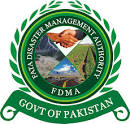 FATA DISASTER MANAGEMENT AUTHORITY
FDMA
GOVT OF PAKISTAN